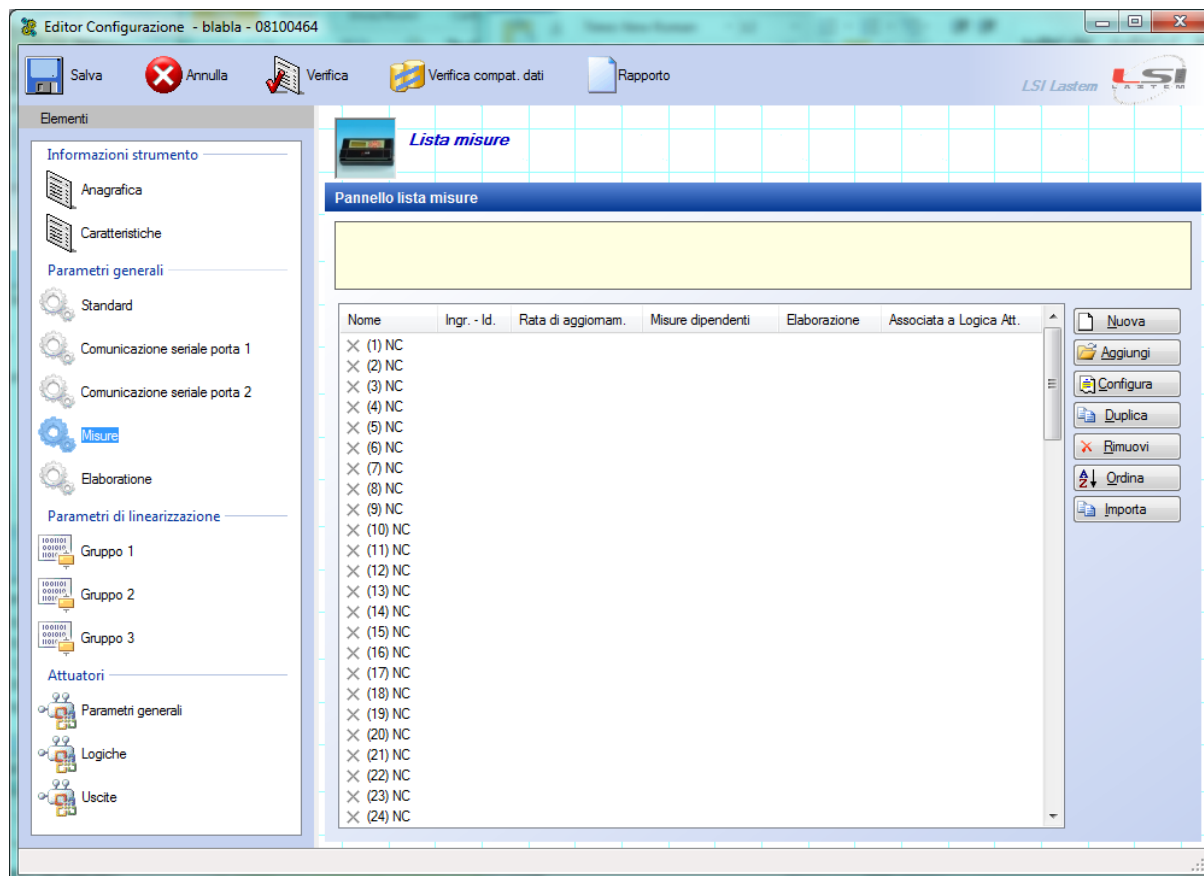 Editor Configurazione - blabla - 08100464
Salva
Annulla
Verifica
Verifica compat. dati
Rapporto
LSI Lastem
LSI
LASTEM
Elementi
Informazioni strumento
Anagrafica
Caratteristiche
Parametri generali
Standard
Comunicazione seriale porta 1
Comunicazione seriale porta 2
Misure
Elaboratione
Parametri di linearizzazione
Gruppo 1
Gruppo 2
Gruppo 3
Attuatori
Parametri generali
Logiche
Uscite
Lista misure
Pannello lista misure
Nome Ingr. - Id. Rata di aggiornam. Misure dipendenti Elaborazione Associata a Logica Att.
(1) NC
(2) NC
(3) NC
(4) NC
(5) NC
(6) NC
(7) NC
(8) NC
(9) NC
(10) NC
(11) NC
(12) NC
(13) NC
(14) NC
(15) NC
(16) NC
(17) NC
(18) NC
(19) NC
(20) NC
(21) NC
(22) NC
(23) NC
(24) NC
Nuova
Aggiungi
Configura
Duplica
Rimuovi
Ordina
Importa